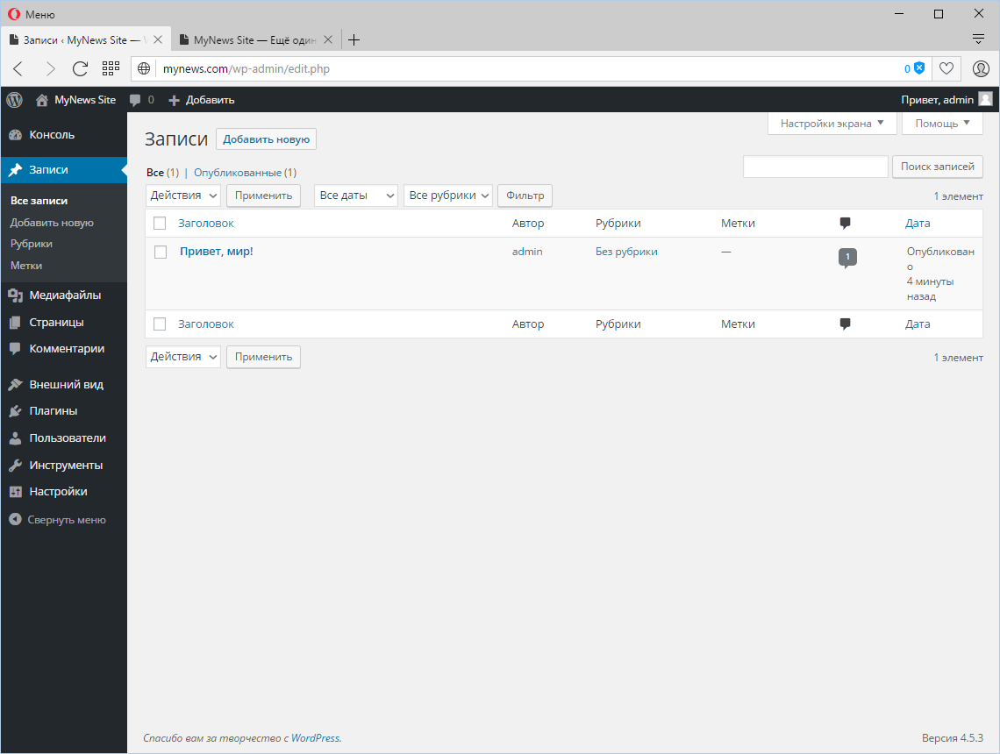 Меню
Записи ‹ MyNews Site —
MyNews Site — Ещё один
mynews.com/wp-admin/edit.php
0
MyNews Site
0
Добавить
Привет, admin
Консоль
Записи
Все записи
Добавить новую
Рубрики
Метки
Медиафайлы
Страницы
Комментарии
Внешний вид
Плагины
Пользователи
Инструменты
Настройки
Свернуть меню
Настройки экрана
Помощь
Записи
Добавить новую
Все (1) | Опубликованные (1)
Поиск записей
Действия
Применить
Все даты
Все рубрики
Фильтр
1 элемент
Заголовок
Автор
Рубрики
Метки
Дата
Привет, мир!
admin
Без рубрики
—
1
Опубликован
о
4 минуты
назад
Заголовок
Автор
Рубрики
Метки
Дата
Действия
Применить
1 элемент
Спасибо вам за творчество с WordPress.
Версия 4.5.3